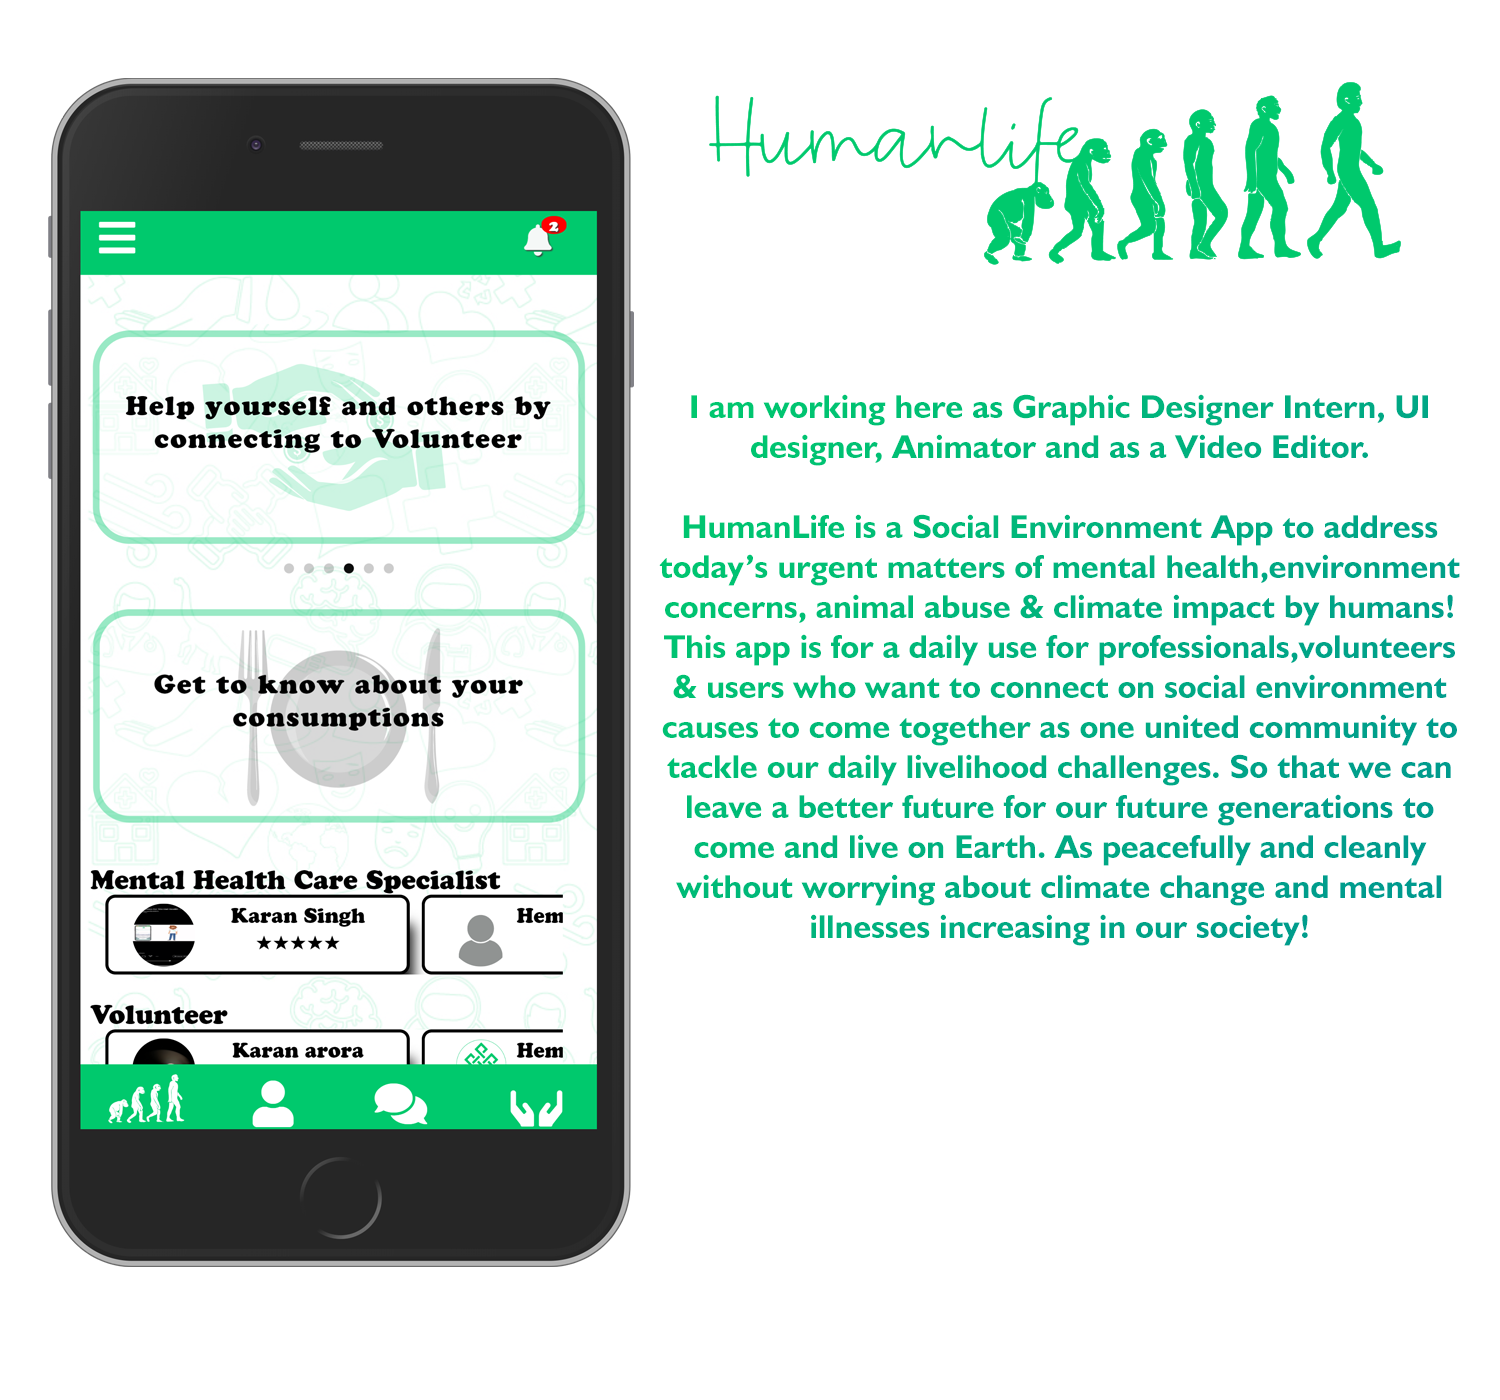 2
Help yourself and others by
connecting to Volunteer
Get to know about your
consumptions
Mental Health Care Specialist
Karan Singh
★★★★★
Hem
Volunteer
Karan arora
Hem
Humanlife
I am working here as Graphic Designer Intern, UI
designer, Animator and as a Video Editor.
HumanLife is a Social Environment App to address
today’s urgent matters of mental health,environment
concerns, animal abuse & climate impact by humans!
This app is for a daily use for professionals,volunteers
& users who want to connect on social environment
causes to come together as one united community to
tackle our daily livelihood challenges. So that we can
leave a better future for our future generations to
come and live on Earth. As peacefully and cleanly
without worrying about climate change and mental
illnesses increasing in our society!